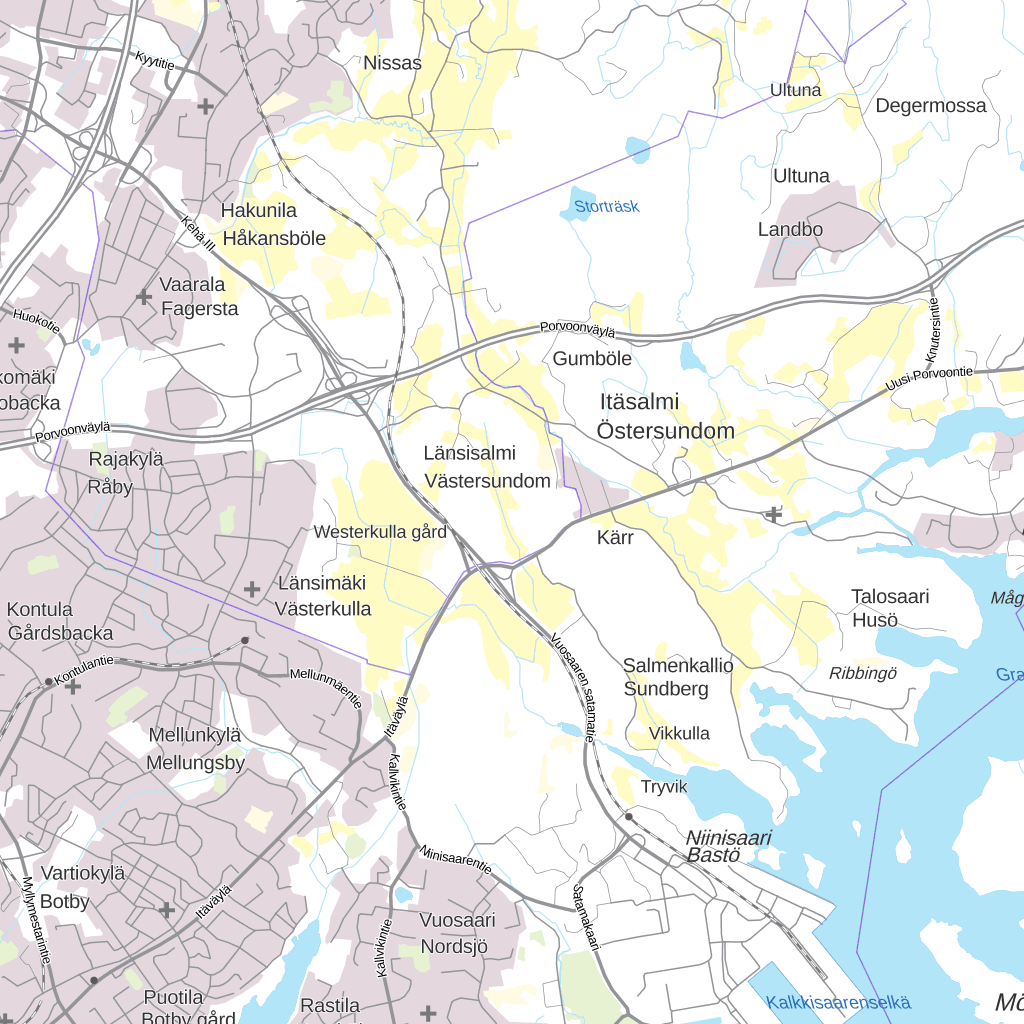 Kyytitie
Nissas
Ultuna
Degermossa
Ultuna
Storträsk
Landbo
Hakunila
Håkansböle
Kehä III
Vaarala
Fagersta
Huokotie
Porvoonväylä
Gumböle
Knutersintie
Uusi Porvoontie
komäki
obacka
Itäsalmi
Östersundom
Porvoonväylä
Rajakylä
Råby
Länsisalmi
Västersundom
Westerkulla gård
Kärr
Länsimäki
Västerkulla
Kontula
Gårdsbacka
Talosaari
Husö
Måg
Kontulantie
Mellunmäentie
Vuosaaren satamatie
Salmenkallio
Sundberg
Ribbingö
Gra
Itäväylä
Mellunkylä
Mellungsby
Vikkulla
Kallvikintie
Tryvik
Niinisaari
Bastö
Minisaarentie
Vartiokylä
Botby
Myllymestarintie
Itäväylä
Vuosaari
Nordsjö
Kallvikintie
Satamakaari
Puotila
Botby gård
Rastila
Kalkkisaarenselkä
Mö